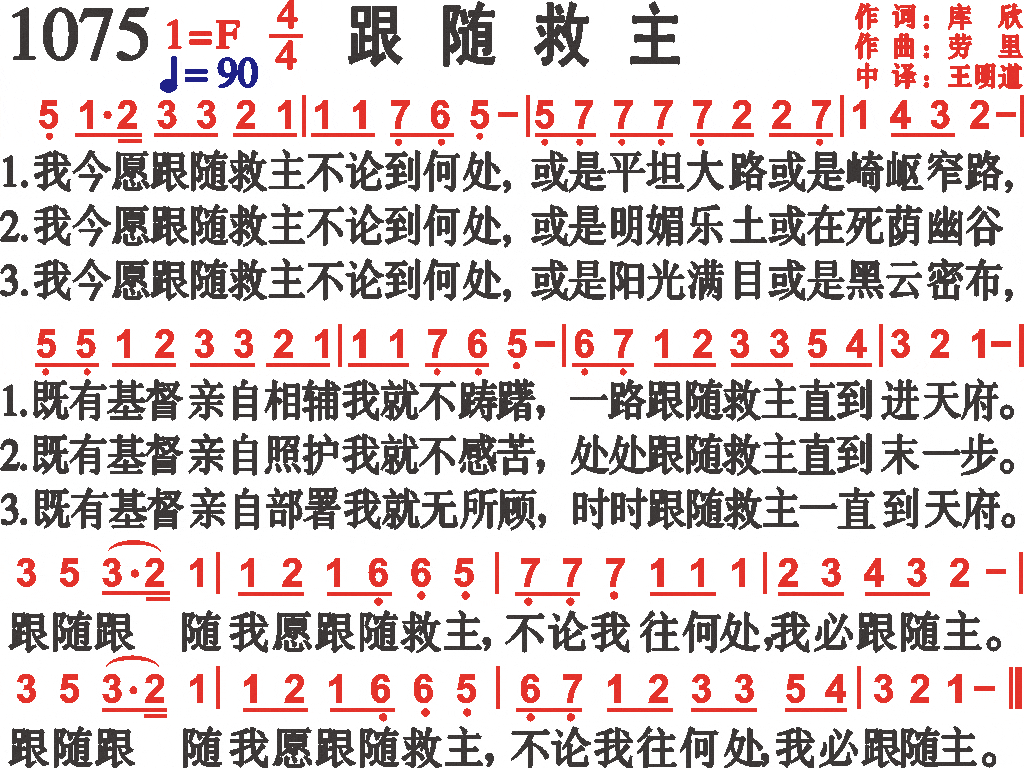 1075 1=F 4/4 跟随救主 作词：库欣
♩=90 作曲：劳里
中译：王明道
5 1·2 3 3 2 1|1 1 7 6 5 -|5 7 7 7 7 2 2 7|1 4 3 2 -|
1.我今愿跟随救主不论到何处, 或是平坦大路或是崎岖窄路,
2.我今愿跟随救主不论到何处, 或是明媚乐土或在死荫幽谷
3.我今愿跟随救主不论到何处, 或是阳光满目或是黑云密布,
5 5 1 2 3 3 2 1|1 1 7 6 5 -|6 7 1 2 3 3 5 4|3 2 1 -|
1.既有基督亲自相辅我就不踌躇, 一路跟随救主直到进天府。
2.既有基督亲自照护我就不感苦, 处处跟随救主直到末一步。
3.既有基督亲自部署我就无所顾, 时时跟随救主一直到天府。
3 5 3·2 1|1 2 1 6 6 5|7 7 7 1 1 1|2 3 4 3 2 -|
跟随跟 随我愿跟随救主, 不论我往何处,我必跟随主。
3 5 3·2 1|1 2 1 6 6 5|6 7 1 2 3 3 5 4|3 2 1 -‖
跟随跟 随我愿跟随救主, 不论我往何处,我必跟随主。